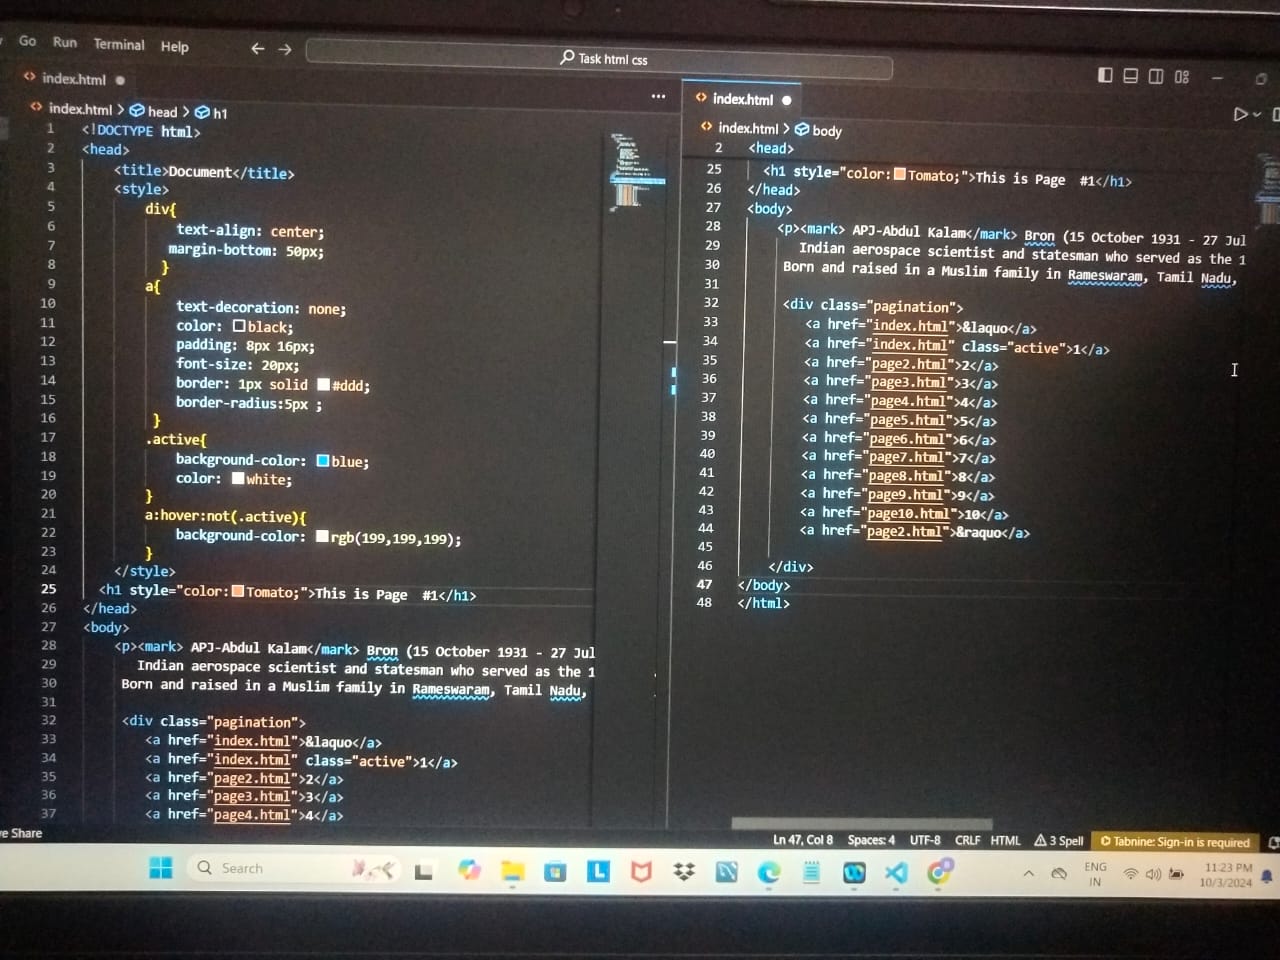 Go Run Terminal Help
Task html css
index.html
index.html > head > h1
1 <!DOCTYPE html>
2 <head>
3 <title>Document</title>
4 <style>
5 div{
6 text-align: center;
7 margin-bottom: 50px;
8 }
9 a{
10 text-decoration: none;
11 color: black;
12 padding: 8px 16px;
13 font-size: 20px;
14 border: 1px solid #ddd;
15 border-radius:5px ;
16 }
17 .active{
18 background-color: blue;
19 color: white;
20 }
21 a:hover:not(.active){
22 background-color: rgb(199,199,199);
23 }
24 </style>
25 <h1 style="color: Tomato;">This is Page  #1</h1>
26 </head>
27 <body>
28 <p><mark> APJ-Abdul Kalam</mark> Bron (15 October 1931 - 27 Jul
29 Indian aerospace scientist and statesman who served as the 1
30 Born and raised in a Muslim family in Rameswaram, Tamil Nadu,
31
32 <div class="pagination">
33 <a href="index.html">&laquo</a>
34 <a href="index.html" class="active">1</a>
35 <a href="page2.html">2</a>
36 <a href="page3.html">3</a>
37 <a href="page4.html">4</a>
index.html
index.html > body
2 <head>
25 <h1 style="color: Tomato;">This is Page  #1</h1>
26 </head>
27 <body>
28 <p><mark> APJ-Abdul Kalam</mark> Bron (15 October 1931 - 27 Jul
29 Indian aerospace scientist and statesman who served as the 1
30 Born and raised in a Muslim family in Rameswaram, Tamil Nadu,
31
32 <div class="pagination">
33 <a href="index.html">&laquo</a>
34 <a href="index.html" class="active">1</a>
35 <a href="page2.html">2</a>
36 <a href="page3.html">3</a>
37 <a href="page4.html">4</a>
38 <a href="page5.html">5</a>
39 <a href="page6.html">6</a>
40 <a href="page7.html">7</a>
41 <a href="page8.html">8</a>
42 <a href="page9.html">9</a>
43 <a href="page10.html">10</a>
44 <a href="page2.html">&raquo</a>
45
46 </div>
47 </body>
48 </html>
e Share
Ln 47, Col 8 Spaces: 4 UTF-8 CRLF HTML 3 Spell Tabnine: Sign-in is required
Search
ENG
IN
11:23 PM
10/3/2024